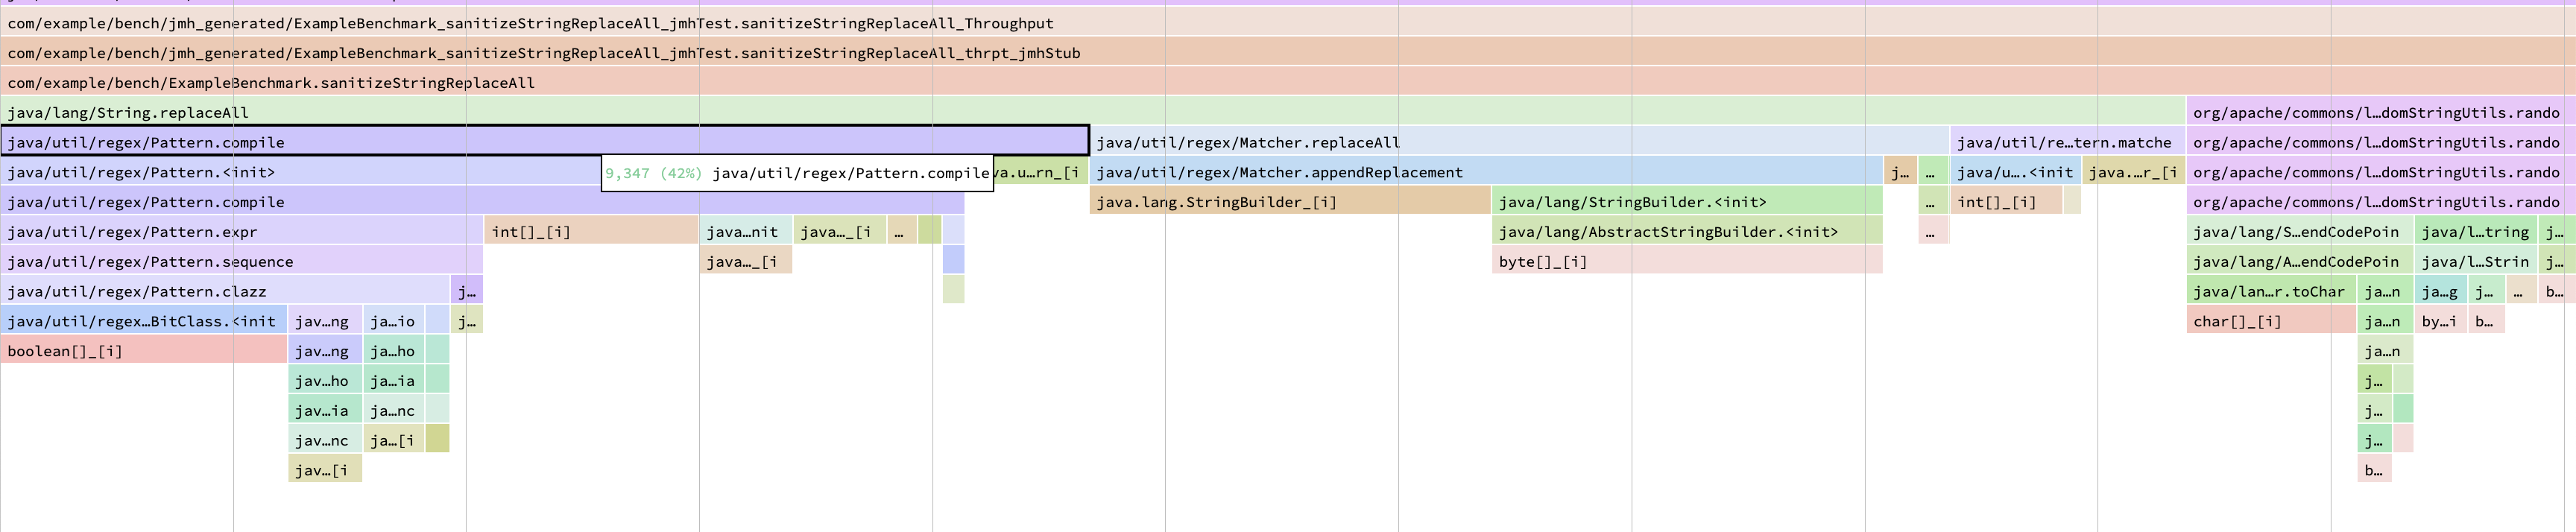 com/example/bench/jmh_generated/ExampleBenchmark_sanitizeStringReplaceAll_jmhTest.sanitizeStringReplaceAll_Throughput
com/example/bench/jmh_generated/ExampleBenchmark_sanitizeStringReplaceAll_jmhTest.sanitizeStringReplaceAll_thrpt_jmhStub
com/example/bench/ExampleBenchmark.sanitizeStringReplaceAll
java/lang/String.replaceAll org/apache/commons/l…domStringUtils.rando
java/util/regex/Pattern.compile java/util/regex/Matcher.replaceAll java/util/re…tern.matche org/apache/commons/l…domStringUtils.rando
java/util/regex/Pattern.<init> 9,347 (42%) java/util/regex/Pattern.compile va.u…rn_[i java/util/regex/Matcher.appendReplacement j… … java/u….<init java.…r_[i org/apache/commons/l…domStringUtils.rando
java/util/regex/Pattern.compile java.lang.StringBuilder_[i] java/lang/StringBuilder.<init> … int[]_[i] org/apache/commons/l…domStringUtils.rando
java/util/regex/Pattern.expr int[]_[i] java…nit java…_[i … java/lang/AbstractStringBuilder.<init> … java/lang/S…endCodePoin java/l…tring j…
java/util/regex/Pattern.sequence java…_[i byte[]_[i] java/lang/A…endCodePoin java/l…Strin j…
java/util/regex/Pattern.clazz j… java/lan…r.toChar ja…n ja…g j… … b…
java/util/regex…BitClass.<init jav…ng ja…io j… char[]_[i] ja…n by…i b…
boolean[]_[i] jav…ng ja…ho ja…n
jav…ho ja…ia j…
jav…ia ja…nc j…
jav…nc ja…[i j…
jav…[i b…